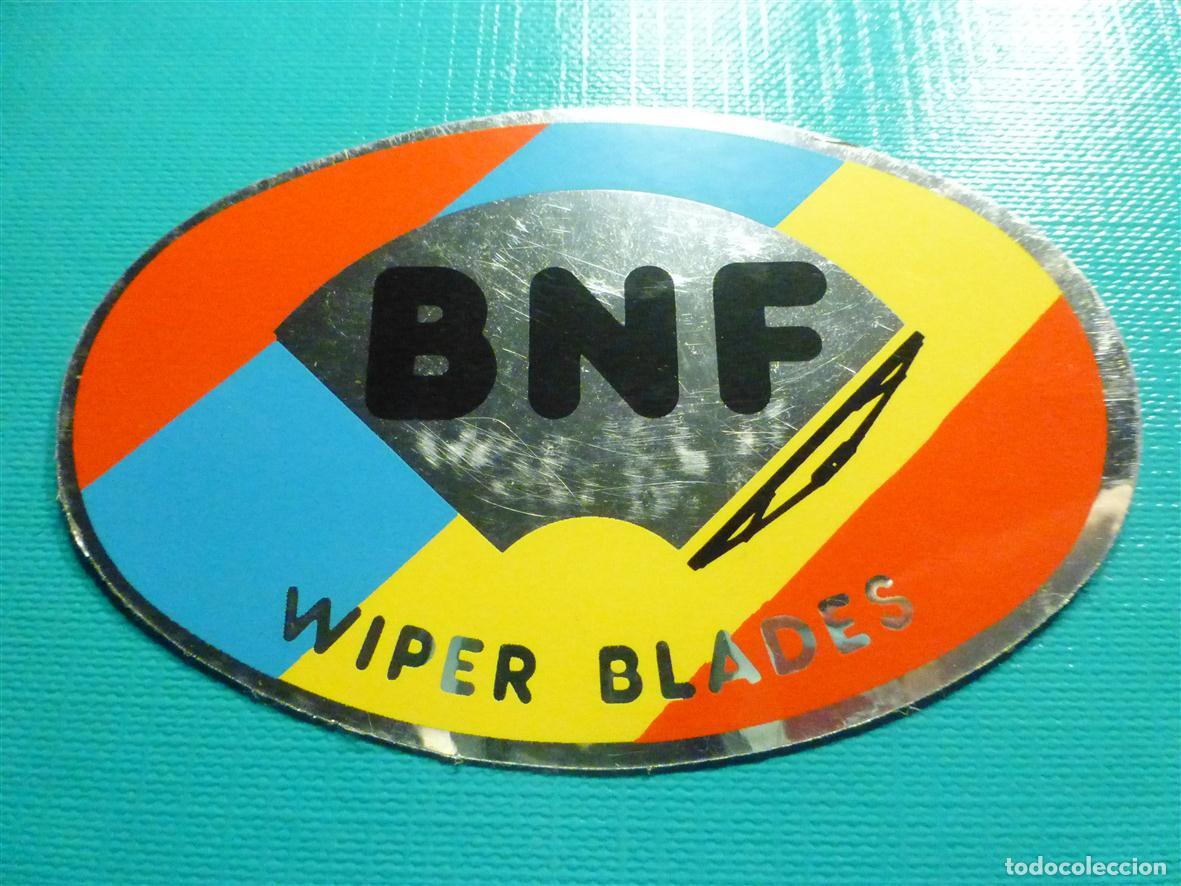 BNF
WIPER BLADES
todocoleccion